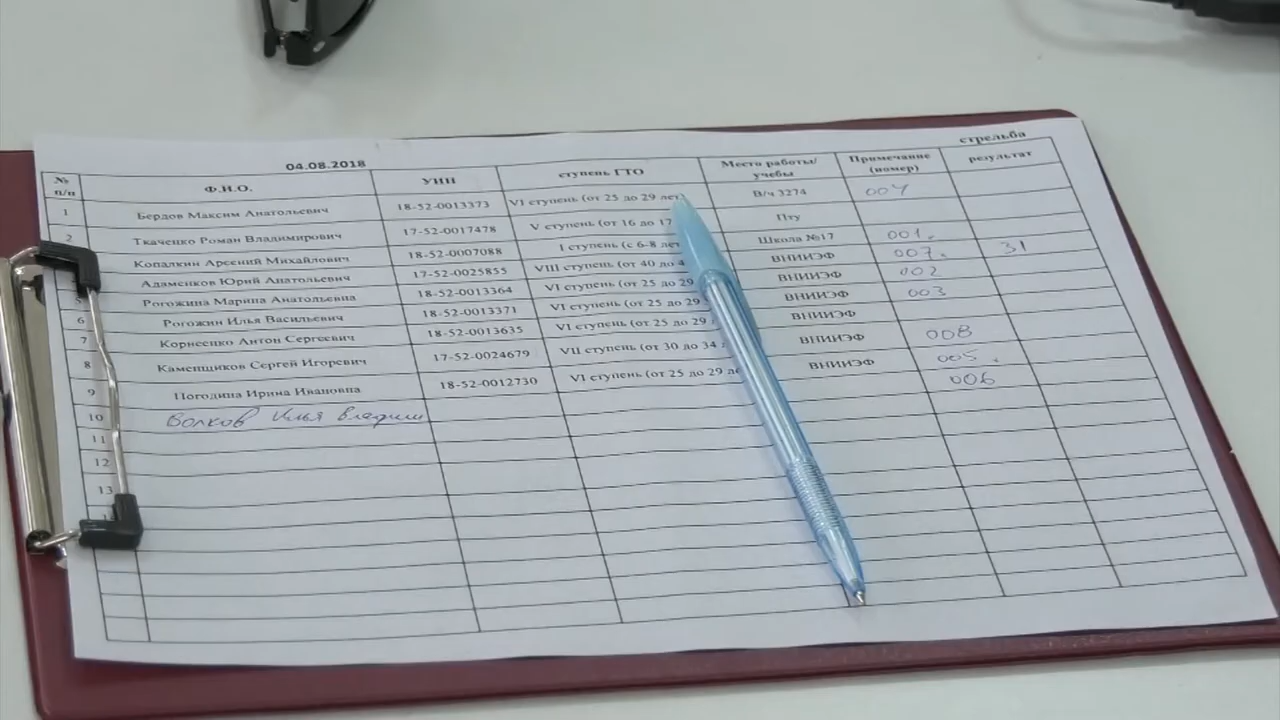 04.08.2018 стрельба
№ п/п Ф.И.О. УИН ступень ГТО Место работы/ учебы Примечание (номер) результат
1 Бердов Максим Анатольевич 18-52-0013373 VI ступень (от 25 до 29 лет) В/ч 3274 004
2 Ткаченко Роман Владимирович 17-52-0017478 V ступень (от 16 до 17 Пту
Копалкин Арсений Михайлович 18-52-0007088 I ступень (с 6-8 лет Школа №17 001.
Адаменков Юрий Анатольевич 17-52-0025855 VIII ступень (от 40 до 4 ВНИИЭФ 007. 31
5 Рогожина Марина Анатольевна 18-52-0013364 VI ступень (от 25 до 29 ВНИИЭФ 002
6 Рогожин Илья Васильевич 18-52-0013371 VI ступень (от 25 до 29 ВНИИЭФ 003
7 Корнеенко Антон Сергеевич 18-52-0013635 VI ступень (от 25 до 29 ВНИИЭФ
8 Каменщиков Сергей Игоревич 17-52-0024679 VII ступень (от 30 до 34 ВНИИЭФ 008
9 Погодина Ирина Ивановна 18-52-0012730 VI ступень (от 25 до 29 ле ВНИИЭФ 005.
10 Волков Илья Владим 006
11
12
13